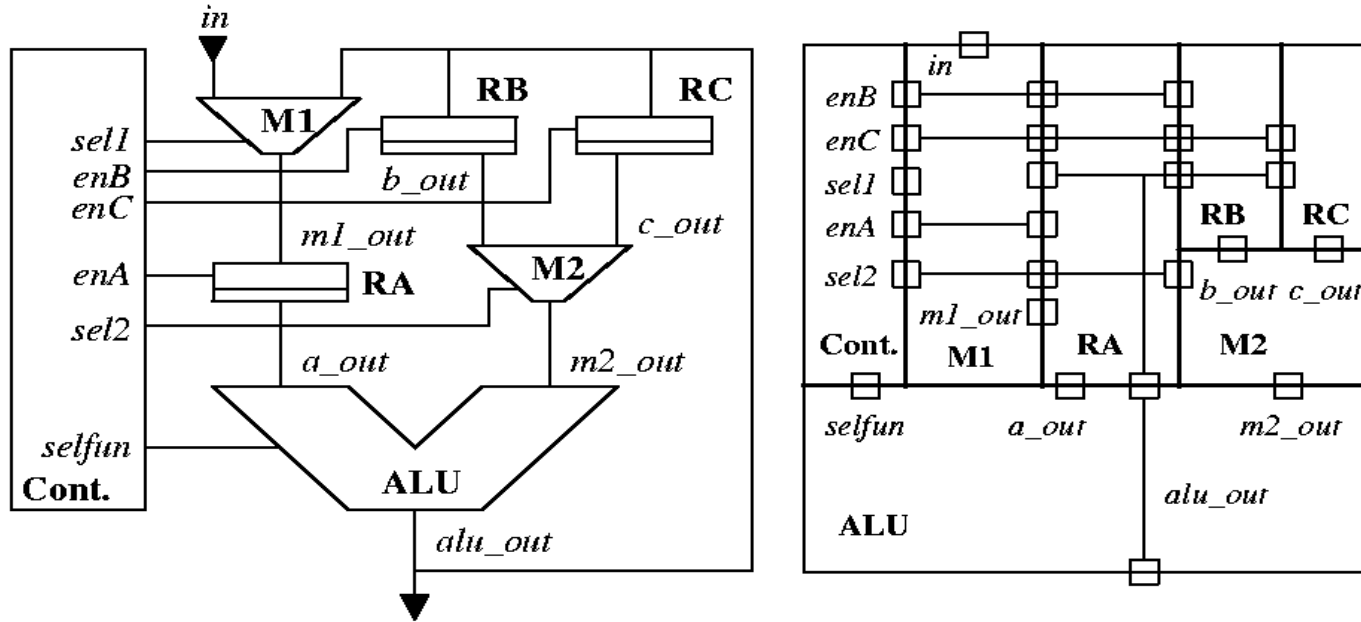 in
M1
RB
RC
sel1
enB
enC
b_out
c_out
m1_out
enA
RA
M2
sel2
a_out
m2_out
selfun
ALU
Cont.
alu_out
in
enB
enC
sel1
enA
sel2
RB
RC
b_out
c_out
m1_out
Cont.
M1
RA
M2
selfun
a_out
m2_out
alu_out
ALU